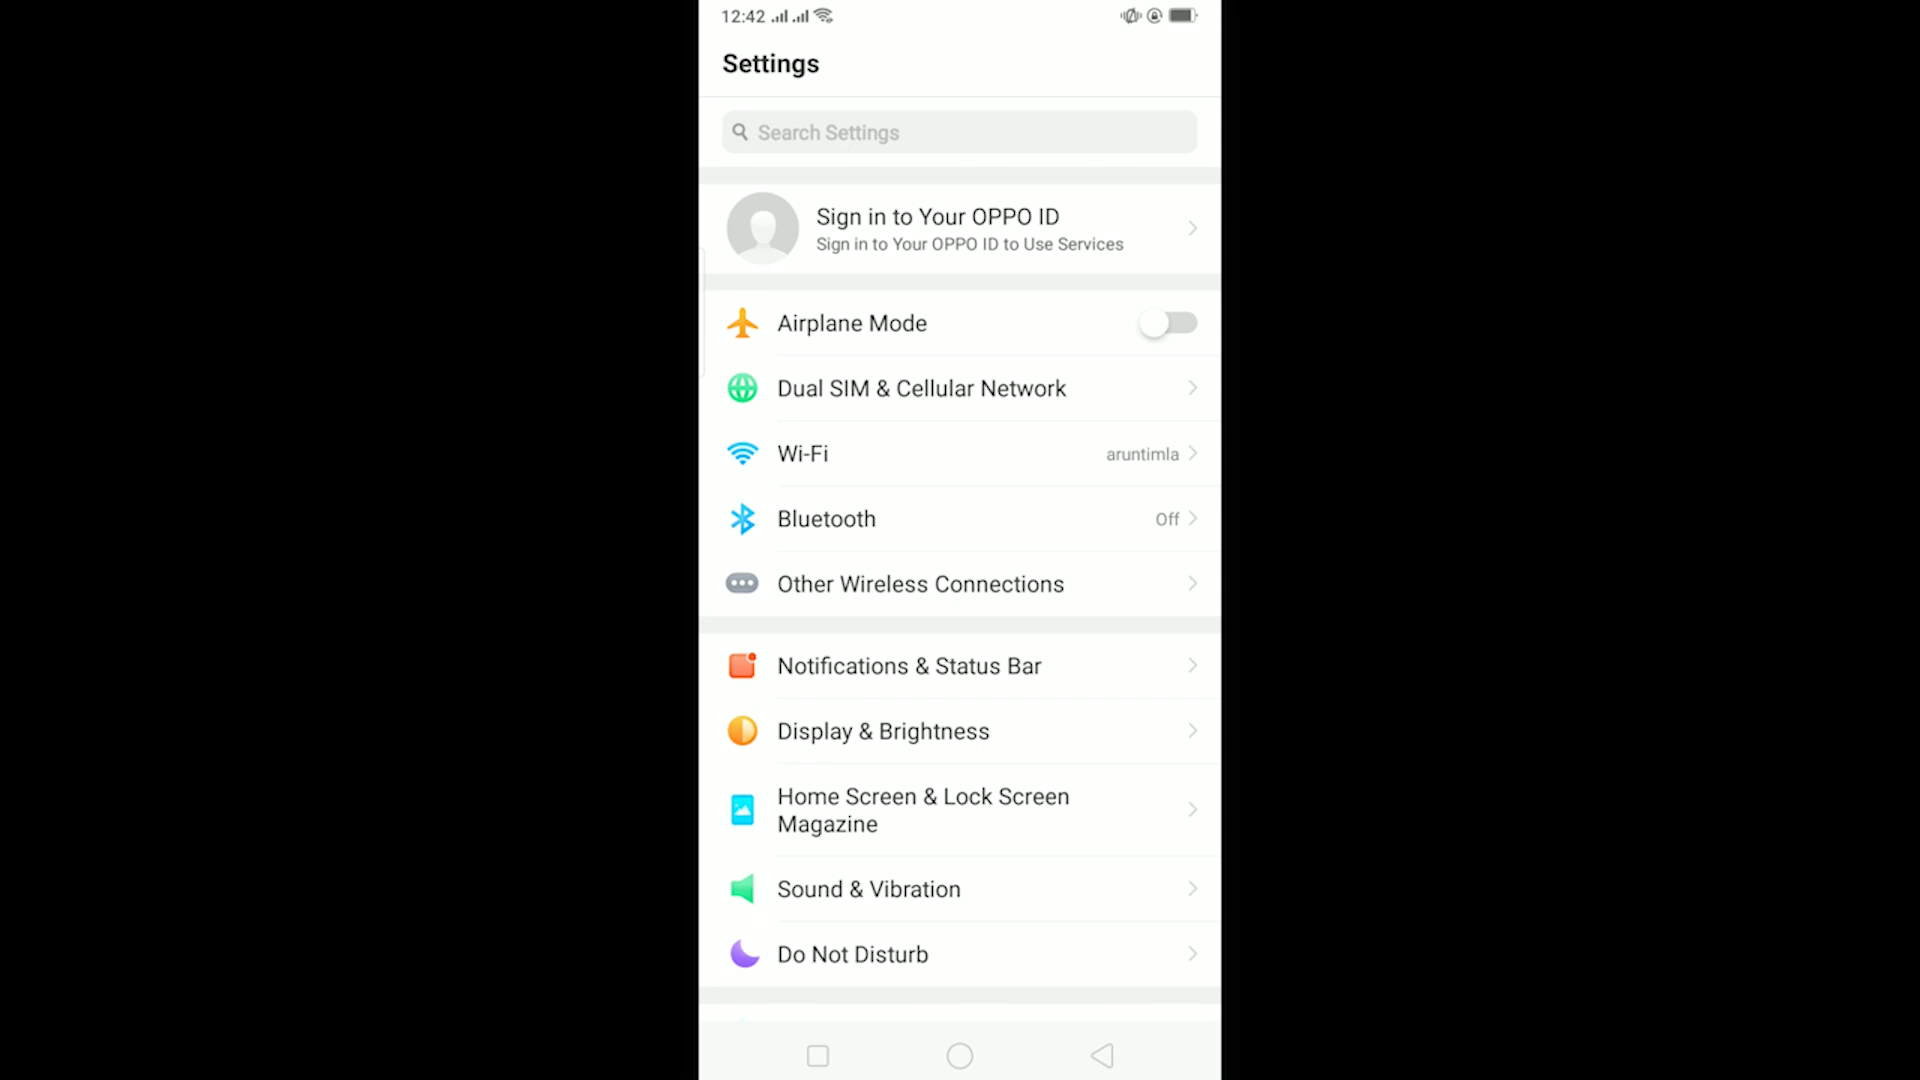 12:42
Settings
Search Settings
Sign in to Your OPPO ID
Sign in to Your OPPO ID to Use Services
Airplane Mode
Dual SIM & Cellular Network
Wi-Fi aruntimla
Bluetooth Off
Other Wireless Connections
Notifications & Status Bar
Display & Brightness
Home Screen & Lock Screen
Magazine
Sound & Vibration
Do Not Disturb